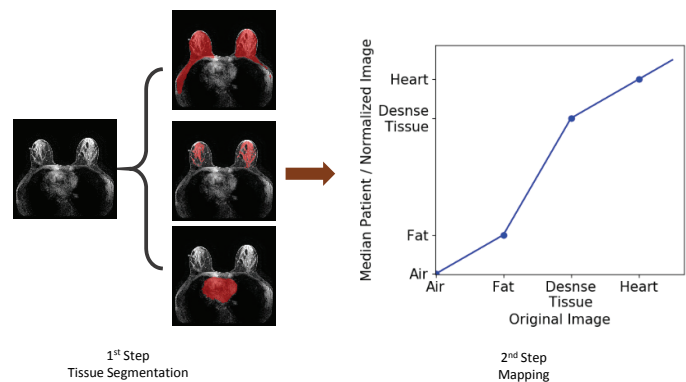 Median Patient / Normalized Image
Heart
Desnse
Tissue
Fat
Air
Air
Fat
Desnse
Tissue
Heart
Original Image
1st Step
Tissue Segmentation
2nd Step
Mapping